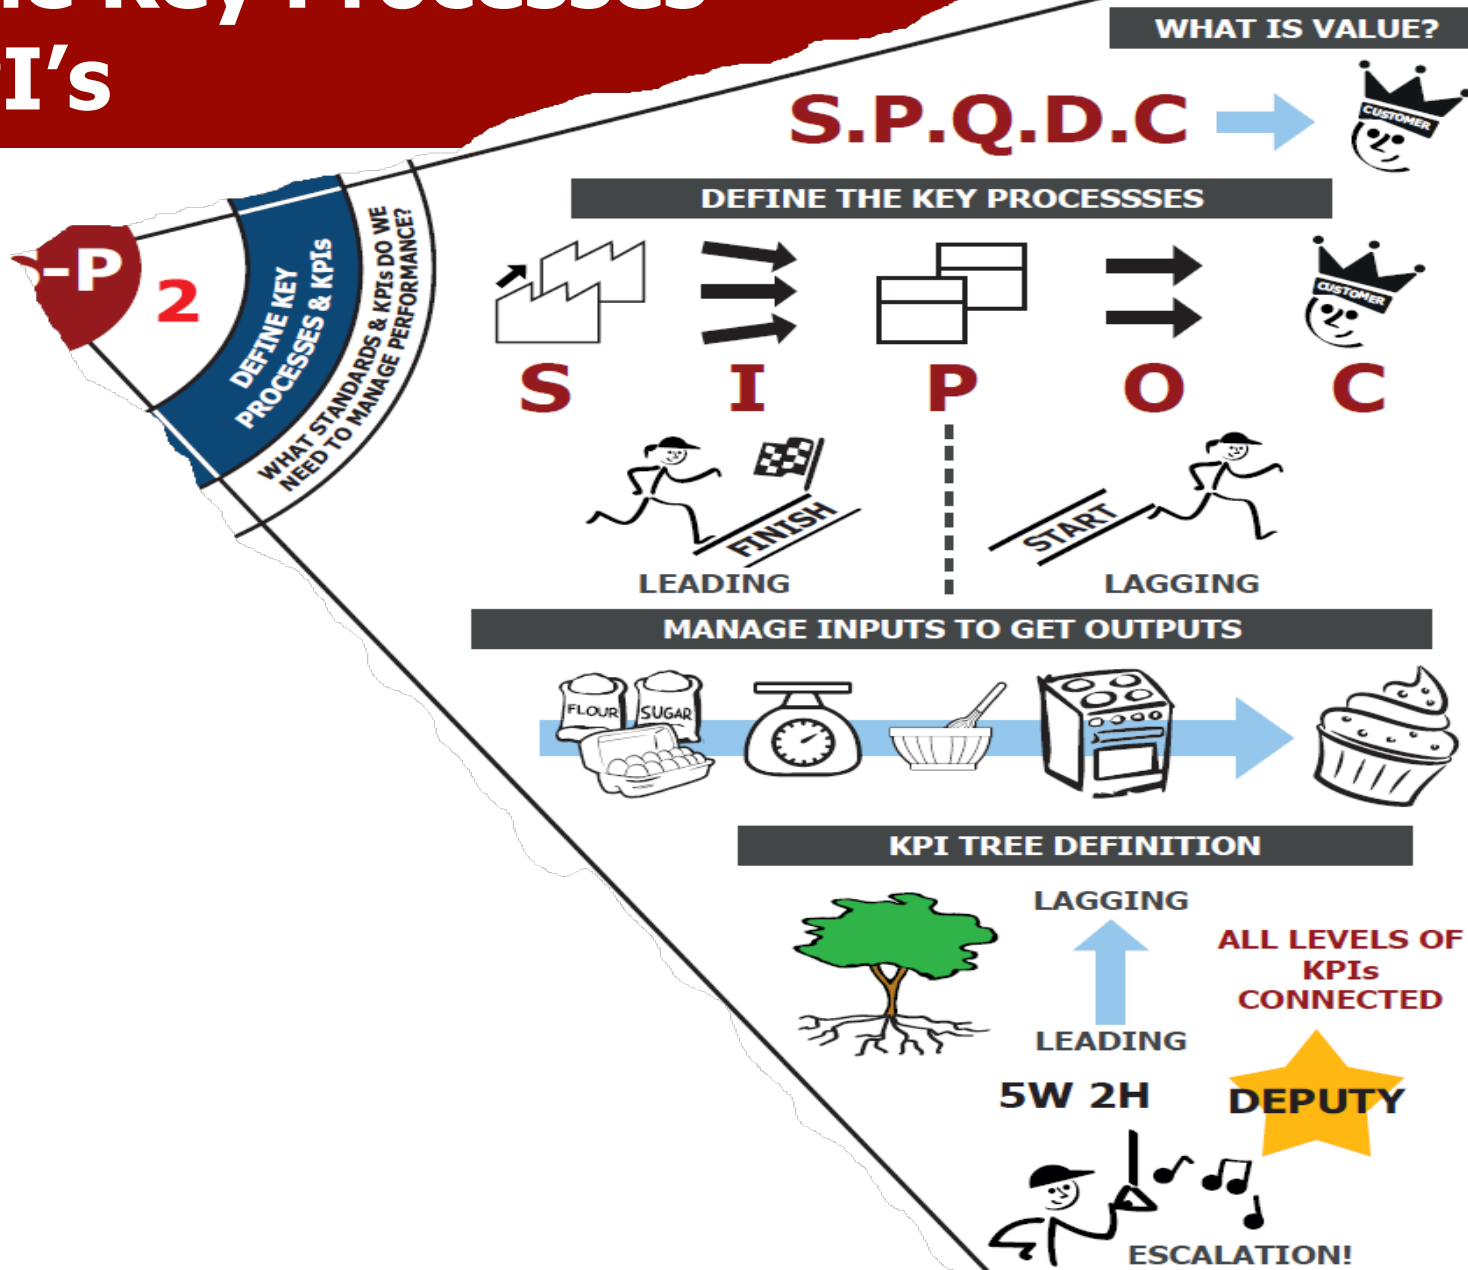 Key Processes
I's
WHAT IS VALUE?
S.P.Q.D.C
CUSTOMER
DEFINE THE KEY PROCESSSES
CUSTOMER
S I P O C
-P
2
DEFINE KEY
PROCESSES & KPIs
WHAT STANDARDS & KPIs DO WE
NEED TO MANAGE PERFORMANCE?
FINISH
START
LEADING
LAGGING
MANAGE INPUTS TO GET OUTPUTS
FLOUR
SUGAR
KPI TREE DEFINITION
LAGGING
ALL LEVELS OF
KPIs
CONNECTED
LEADING
5W 2H
DEPUTY
ESCALATION!